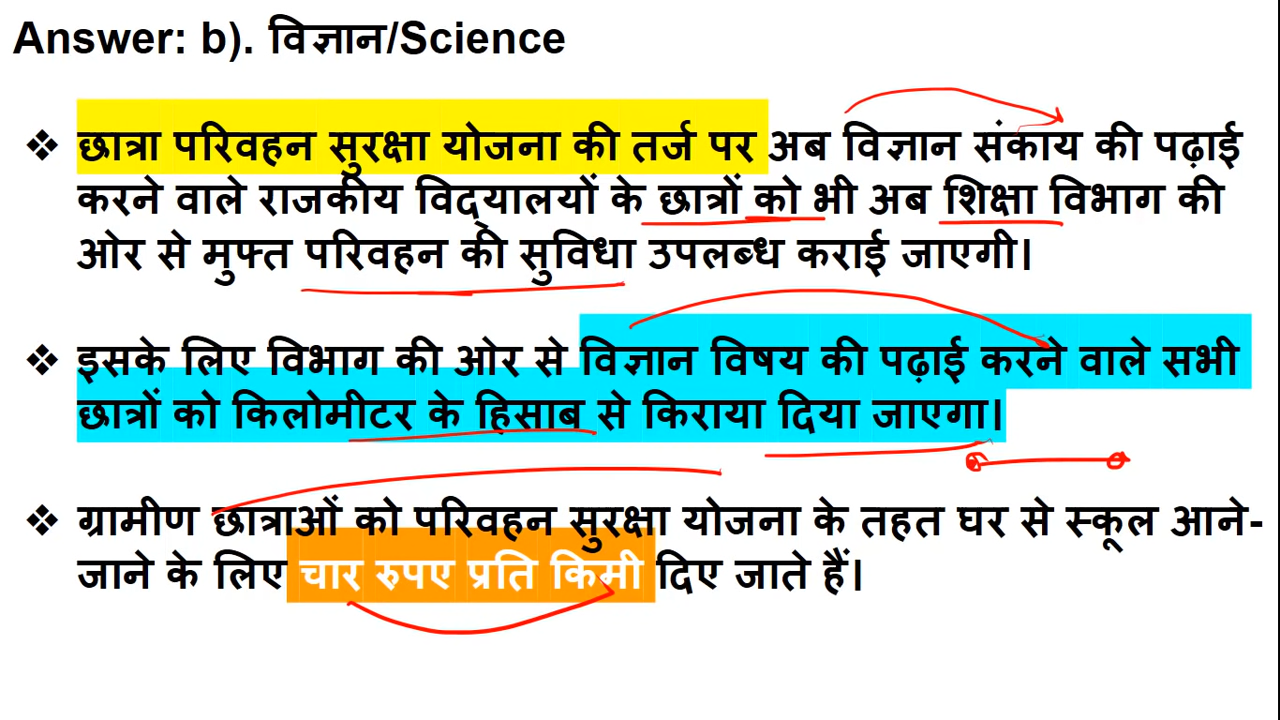 Answer: b). विज्ञान/Science
❖ छात्रा परिवहन सुरक्षा योजना की तर्ज पर अब विज्ञान संकाय की पढ़ाई
करने वाले राजकीय विद्यालयों के छात्रों को भी अब शिक्षा विभाग की
ओर से मुफ्त परिवहन की सुविधा उपलब्ध कराई जाएगी।
❖ इसके लिए विभाग की ओर से विज्ञान विषय की पढ़ाई करने वाले सभी
छात्रों को किलोमीटर के हिसाब से किराया दिया जाएगा।
❖ ग्रामीण छात्राओं को परिवहन सुरक्षा योजना के तहत घर से स्कूल आने-
जाने के लिए चार रुपए प्रति किमी दिए जाते हैं।